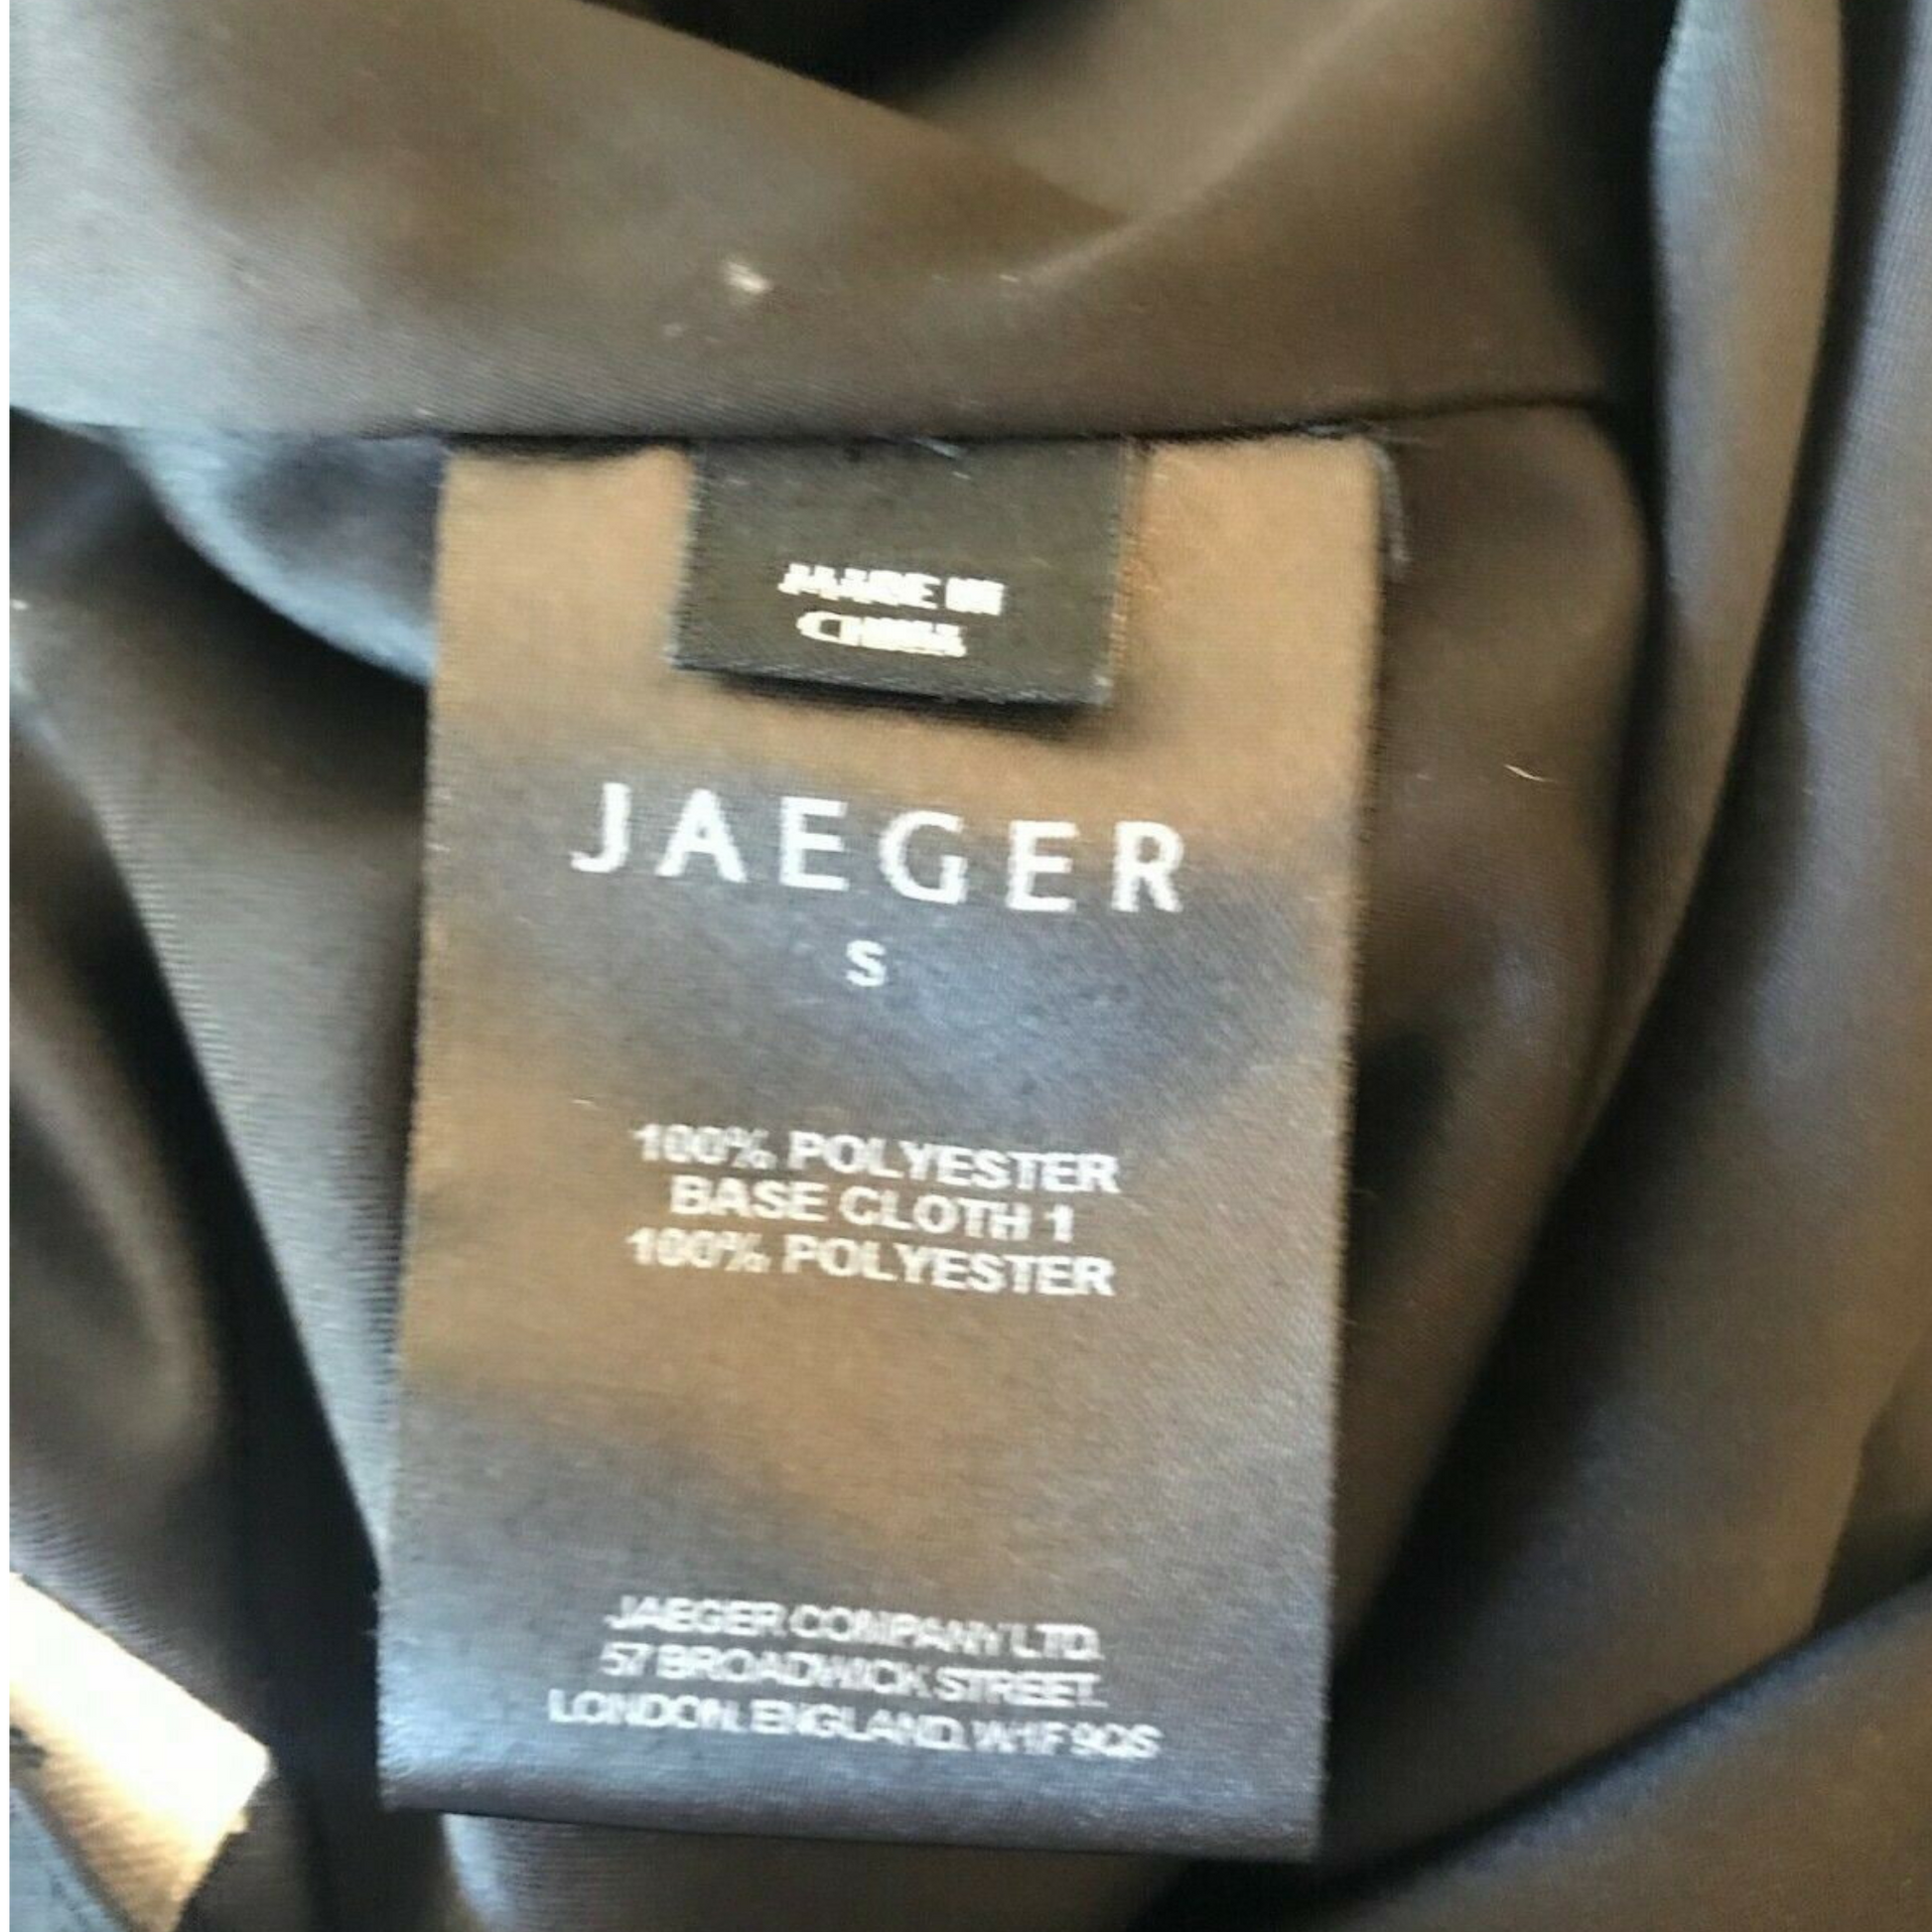 MADE IN
CHINA
JAEGER
S
100% POLYESTER
BASE CLOTH 1
100% POLYESTER
JAEGER COMPANY LTD.
57 BROADWICK STREET.
LONDON. ENGLAND. W1F 9QS